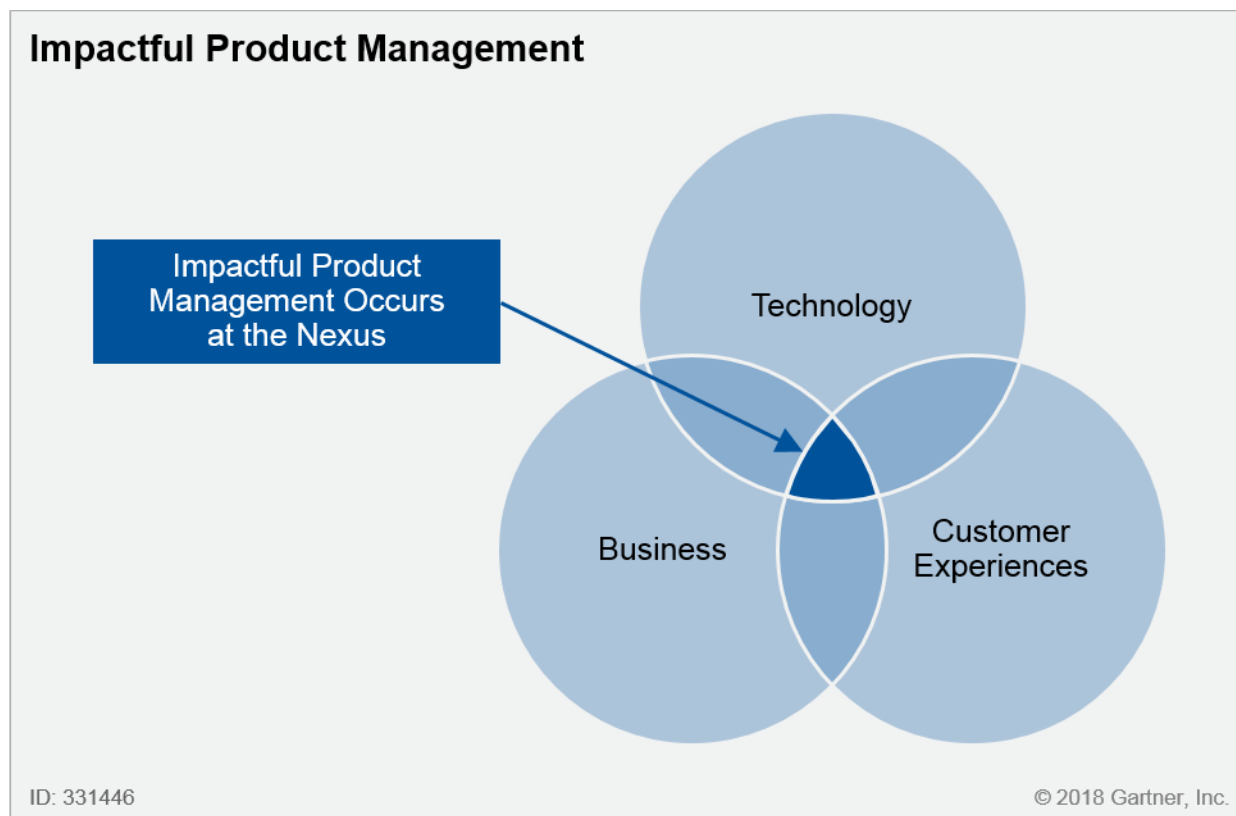 Impactful Product Management
Impactful Product
Management Occurs
at the Nexus
Technology
Business
Customer
Experiences
ID: 331446
© 2018 Gartner, Inc.